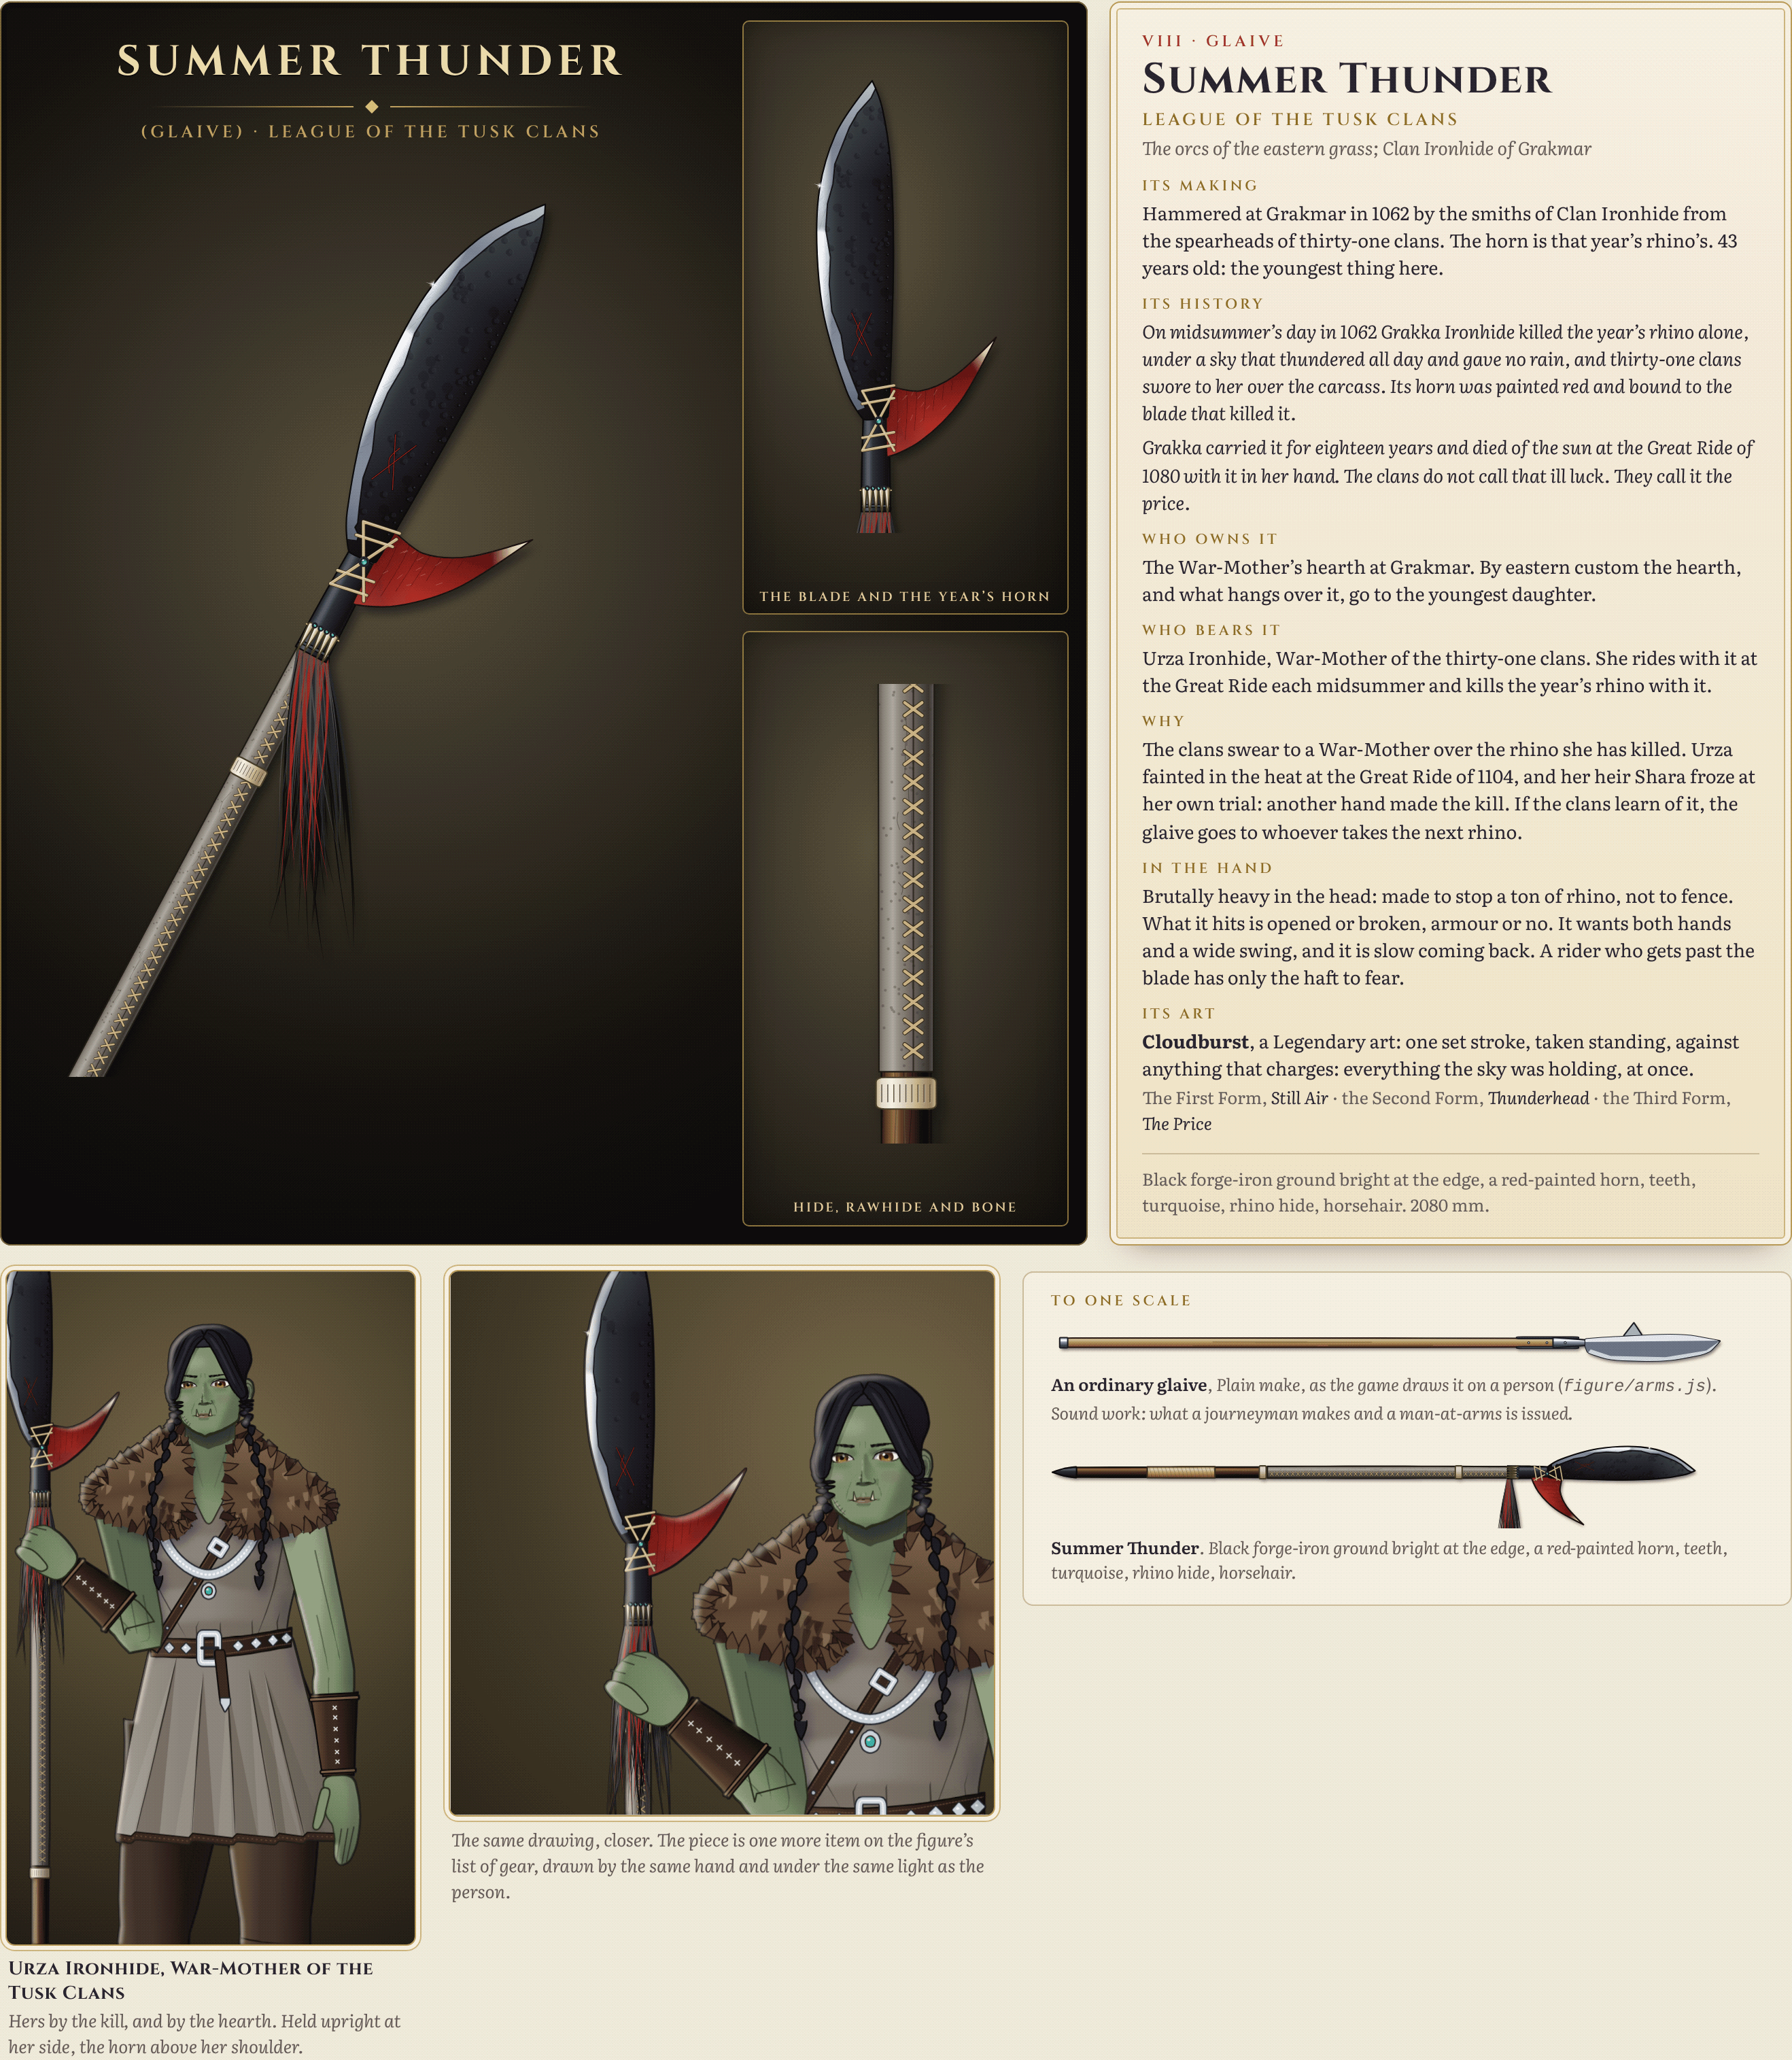 SUMMER THUNDER
(GLAIVE) · LEAGUE OF THE TUSK CLANS
THE BLADE AND THE YEAR'S HORN
HIDE, RAWHIDE AND BONE
VIII · GLAIVE
SUMMER THUNDER
LEAGUE OF THE TUSK CLANS
The orcs of the eastern grass; Clan Ironhide of Grakmar
ITS MAKING
Hammered at Grakmar in 1062 by the smiths of Clan Ironhide from
the spearheads of thirty-one clans. The horn is that year's rhino's. 43
years old: the youngest thing here.
ITS HISTORY
On midsummer's day in 1062 Grakka Ironhide killed the year's rhino alone,
under a sky that thundered all day and gave no rain, and thirty-one clans
swore to her over the carcass. Its horn was painted red and bound to the
blade that killed it.
Grakka carried it for eighteen years and died of the sun at the Great Ride of
1080 with it in her hand. The clans do not call that ill luck. They call it the
price.
WHO OWNS IT
The War-Mother's hearth at Grakmar. By eastern custom the hearth,
and what hangs over it, go to the youngest daughter.
WHO BEARS IT
Urza Ironhide, War-Mother of the thirty-one clans. She rides with it at
the Great Ride each midsummer and kills the year's rhino with it.
WHY
The clans swear to a War-Mother over the rhino she has killed. Urza
fainted in the heat at the Great Ride of 1104, and her heir Shara froze at
her own trial: another hand made the kill. If the clans learn of it, the
glaive goes to whoever takes the next rhino.
IN THE HAND
Brutally heavy in the head: made to stop a ton of rhino, not to fence.
What it hits is opened or broken, armour or no. It wants both hands
and a wide swing, and it is slow coming back. A rider who gets past the
blade has only the haft to fear.
ITS ART
Cloudburst, a Legendary art: one set stroke, taken standing, against
anything that charges: everything the sky was holding, at once.
The First Form, Still Air · the Second Form, Thunderhead · the Third Form,
The Price
Black forge-iron ground bright at the edge, a red-painted horn, teeth,
turquoise, rhino hide, horsehair. 2080 mm.
URZA IRONHIDE, WAR-MOTHER OF THE
TUSK CLANS
Hers by the kill, and by the hearth. Held upright at
her side, the horn above her shoulder.
The same drawing, closer. The piece is one more item on the figure's
list of gear, drawn by the same hand and under the same light as the
person.
TO ONE SCALE
An ordinary glaive, Plain make, as the game draws it on a person (figure/arms.js).
Sound work: what a journeyman makes and a man-at-arms is issued.
Summer Thunder. Black forge-iron ground bright at the edge, a red-painted horn, teeth,
turquoise, rhino hide, horsehair.